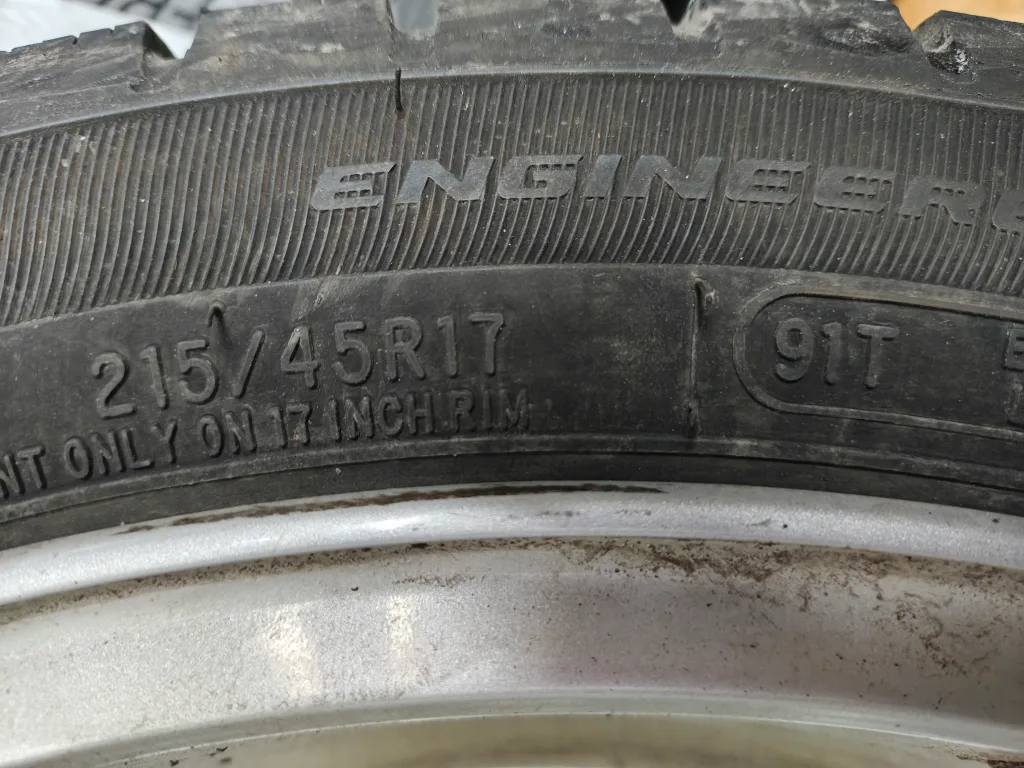 ENGINEERE
215/45R17
91T
NT ONLY ON 17 INCH RIM